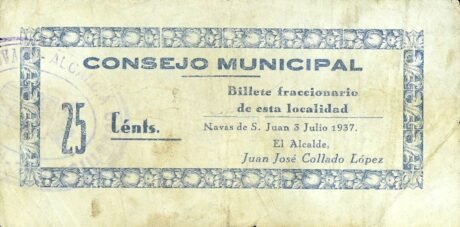 CONSEJO MUNICIPAL
Billete fraccionario
de esta localidad
25 Cénts.
Navas de S. Juan 3 Julio 1937.
El Alcalde,
Juan José Collado López